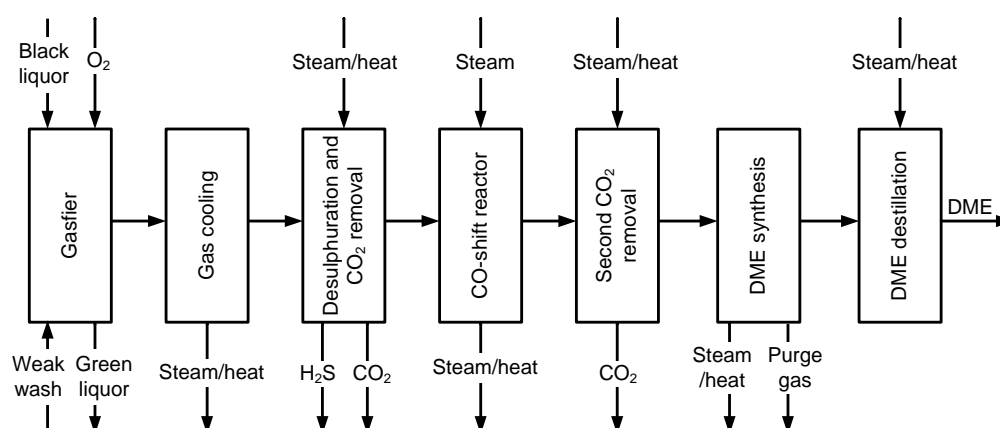 Black
liquor
O₂
Steam/heat
Steam
Steam/heat
Steam/heat
Gasfier
Gas cooling
Desulphuration and
CO₂ removal
CO-shift reactor
Second CO₂
removal
DME synthesis
DME destillation
DME
Weak
wash
Green
liquor
Steam/heat
H₂S
CO₂
Steam/heat
CO₂
Steam
/heat
Purge
gas